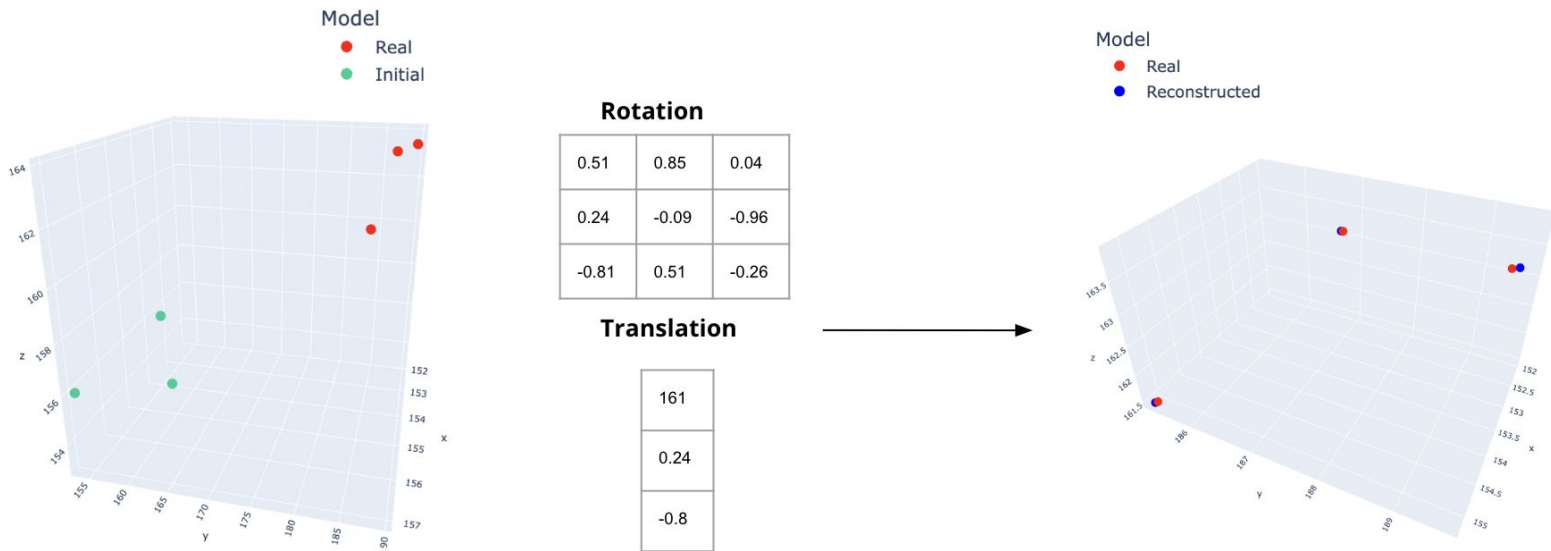 Model
Real
Initial
164
162
160
158
156
154
z
155
160
165
170
175
180
185
90
y
152
153
154
155
156
157
x
Rotation
0.51 0.85 0.04
0.24 -0.09 -0.96
-0.81 0.51 -0.26
Translation
161
0.24
-0.8
Model
Real
Reconstructed
163.5
163
162.5
162
161.5
z
186
187
188
189
y
152
152.5
153
153.5
154
154.5
155
x